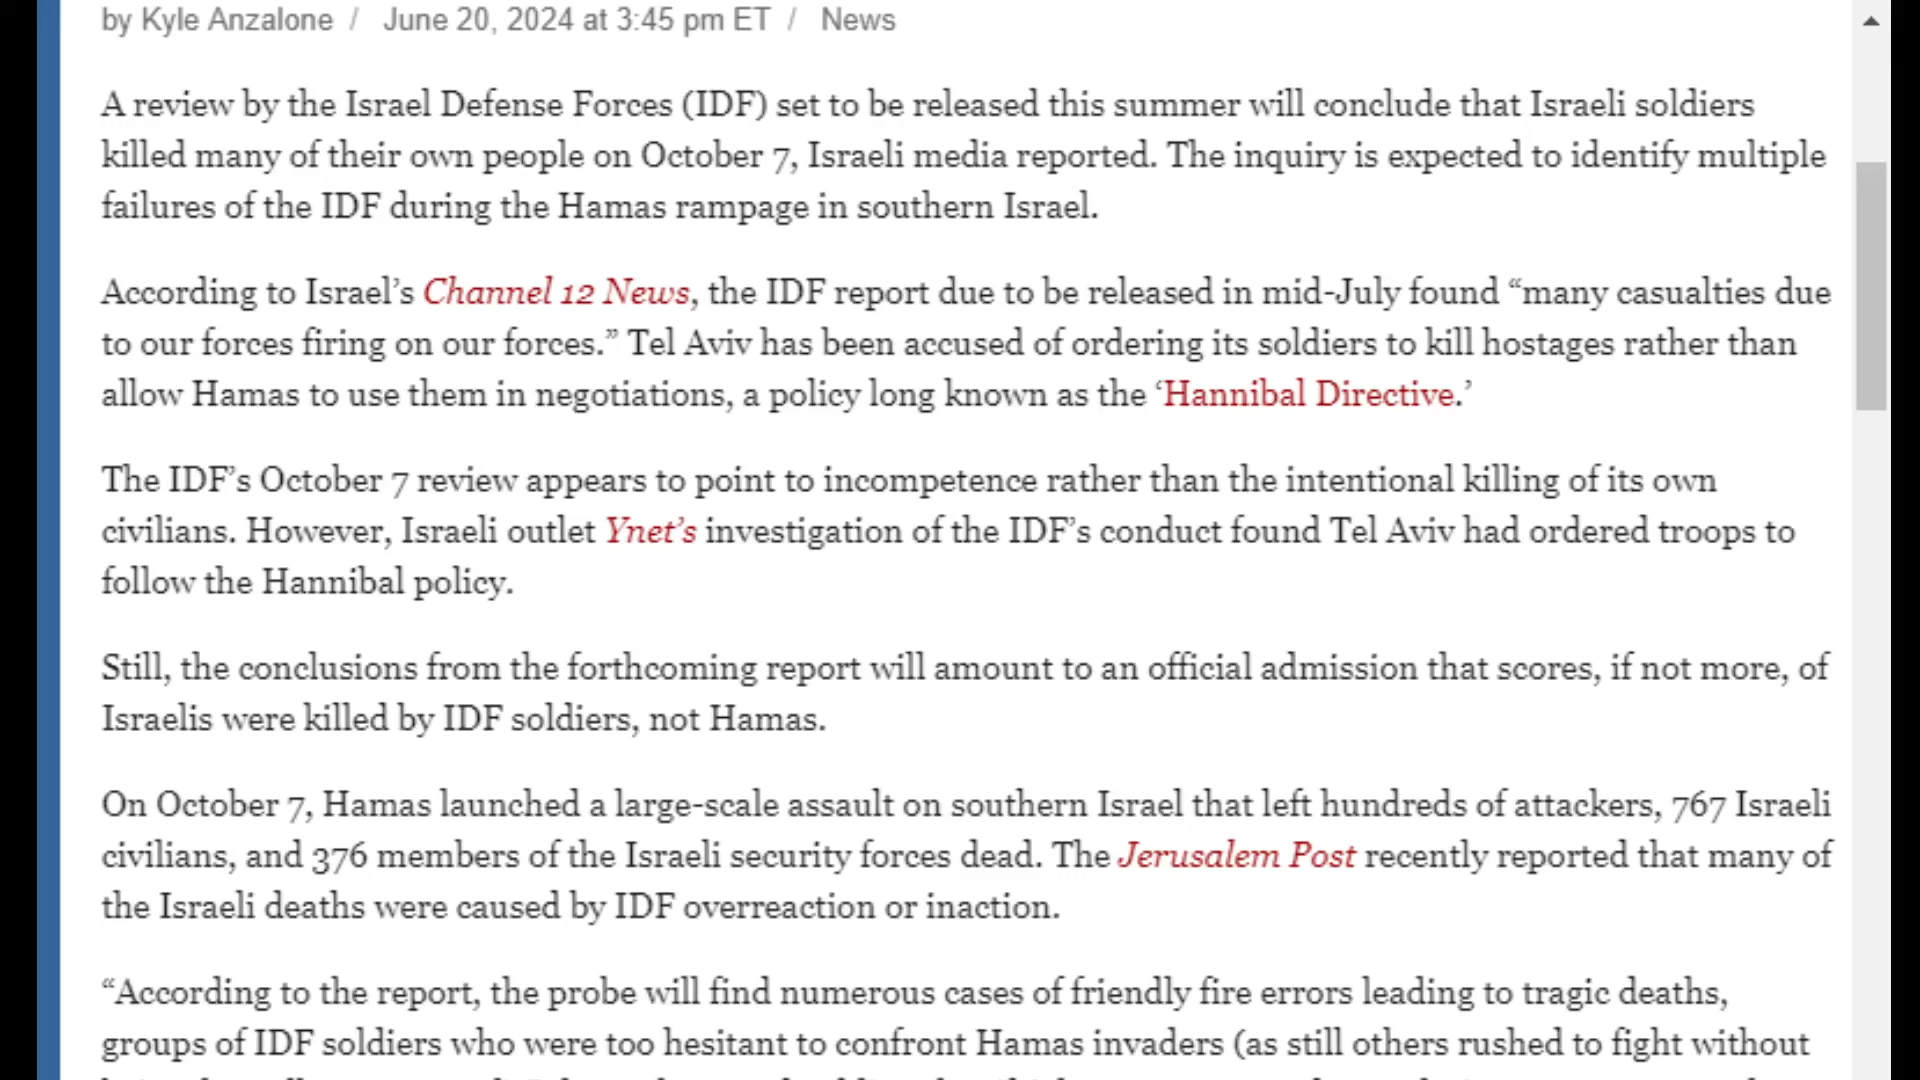 by Kyle Anzalone / June 20, 2024 at 3:45 pm ET / News
A review by the Israel Defense Forces (IDF) set to be released this summer will conclude that Israeli soldiers
killed many of their own people on October 7, Israeli media reported. The inquiry is expected to identify multiple
failures of the IDF during the Hamas rampage in southern Israel.
According to Israel’s Channel 12 News, the IDF report due to be released in mid-July found “many casualties due
to our forces firing on our forces.” Tel Aviv has been accused of ordering its soldiers to kill hostages rather than
allow Hamas to use them in negotiations, a policy long known as the ‘Hannibal Directive.’
The IDF’s October 7 review appears to point to incompetence rather than the intentional killing of its own
civilians. However, Israeli outlet Ynet’s investigation of the IDF’s conduct found Tel Aviv had ordered troops to
follow the Hannibal policy.
Still, the conclusions from the forthcoming report will amount to an official admission that scores, if not more, of
Israelis were killed by IDF soldiers, not Hamas.
On October 7, Hamas launched a large-scale assault on southern Israel that left hundreds of attackers, 767 Israeli
civilians, and 376 members of the Israeli security forces dead. The Jerusalem Post recently reported that many of
the Israeli deaths were caused by IDF overreaction or inaction.
“According to the report, the probe will find numerous cases of friendly fire errors leading to tragic deaths,
groups of IDF soldiers who were too hesitant to confront Hamas invaders (as still others rushed to fight without